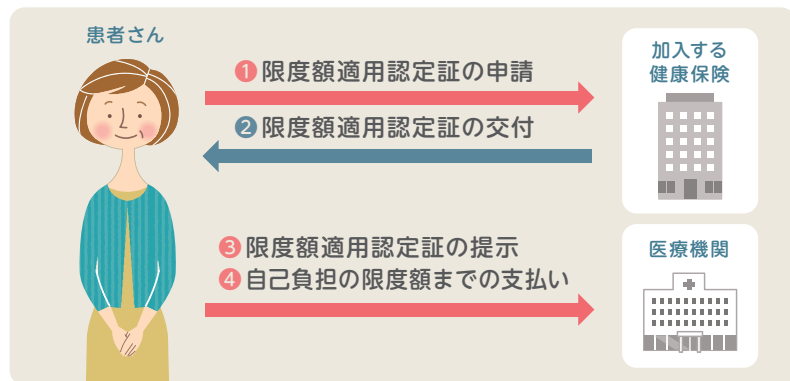 患者さん
❶限度額適用認定証の申請
❷限度額適用認定証の交付
加入する
健康保険
❸限度額適用認定証の提示
❹自己負担の限度額までの支払い
医療機関